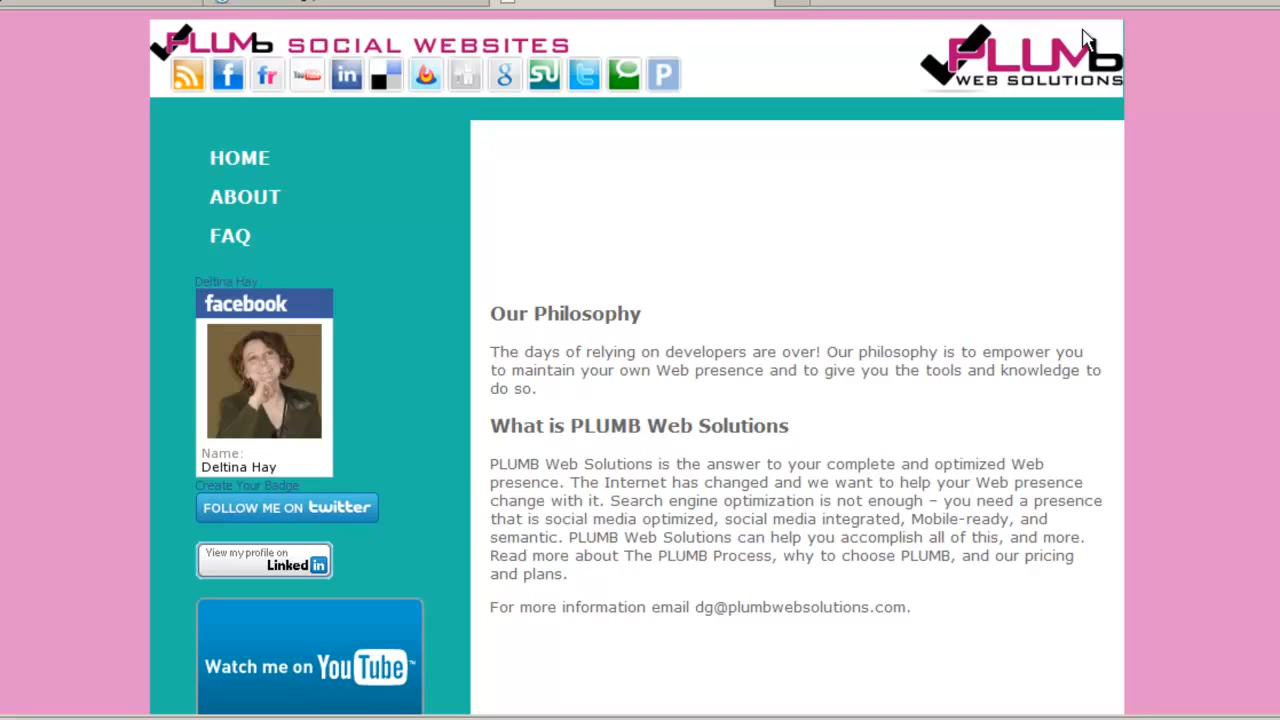 PLUMb SOCIAL WEBSITES
fr
You Tube
in
g
P
PLUMb
WEB SOLUTIONS
HOME
ABOUT
FAQ
Deltina Hay
facebook
Name:
Deltina Hay
Create Your Badge
FOLLOW ME ON twitter
View my profile on
Linked in
Watch me on YouTube™
Our Philosophy
The days of relying on developers are over! Our philosophy is to empower you
to maintain your own Web presence and to give you the tools and knowledge to
do so.
What is PLUMB Web Solutions
PLUMB Web Solutions is the answer to your complete and optimized Web
presence. The Internet has changed and we want to help your Web presence
change with it. Search engine optimization is not enough – you need a presence
that is social media optimized, social media integrated, Mobile-ready, and
semantic. PLUMB Web Solutions can help you accomplish all of this, and more.
Read more about The PLUMB Process, why to choose PLUMB, and our pricing
and plans.
For more information email dg@plumbwebsolutions.com.